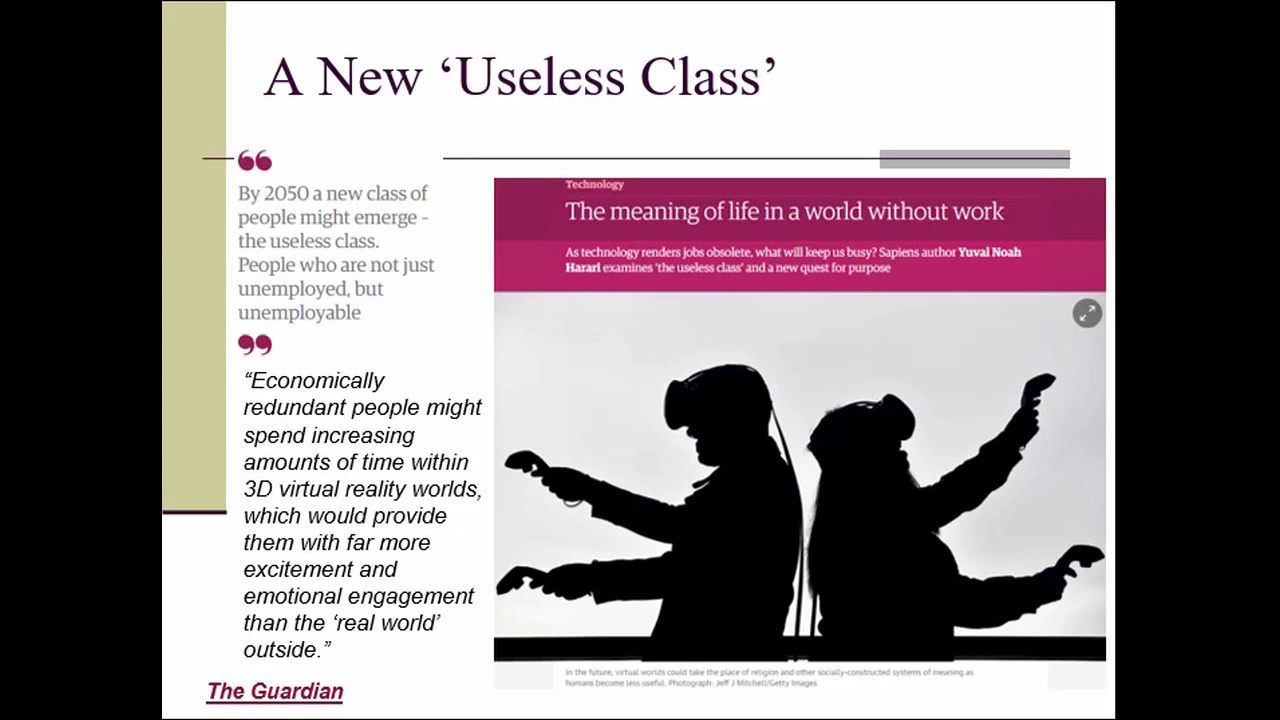 A New ‘Useless Class’
“
By 2050 a new class of
people might emerge –
the useless class.
People who are not just
unemployed, but
unemployable
”
“Economically
redundant people might
spend increasing
amounts of time within
3D virtual reality worlds,
which would provide
them with far more
excitement and
emotional engagement
than the ‘real world’
outside.”
The Guardian
Technology
The meaning of life in a world without work
As technology renders jobs obsolete, what will keep us busy? Sapiens author Yuval Noah
Harari examines ‘the useless class’ and a new quest for purpose
In the future, virtual worlds could take the place of religion and other socially-constructed systems of meaning as
humans become less useful. Photograph: Jeff J Mitchell/Getty Images